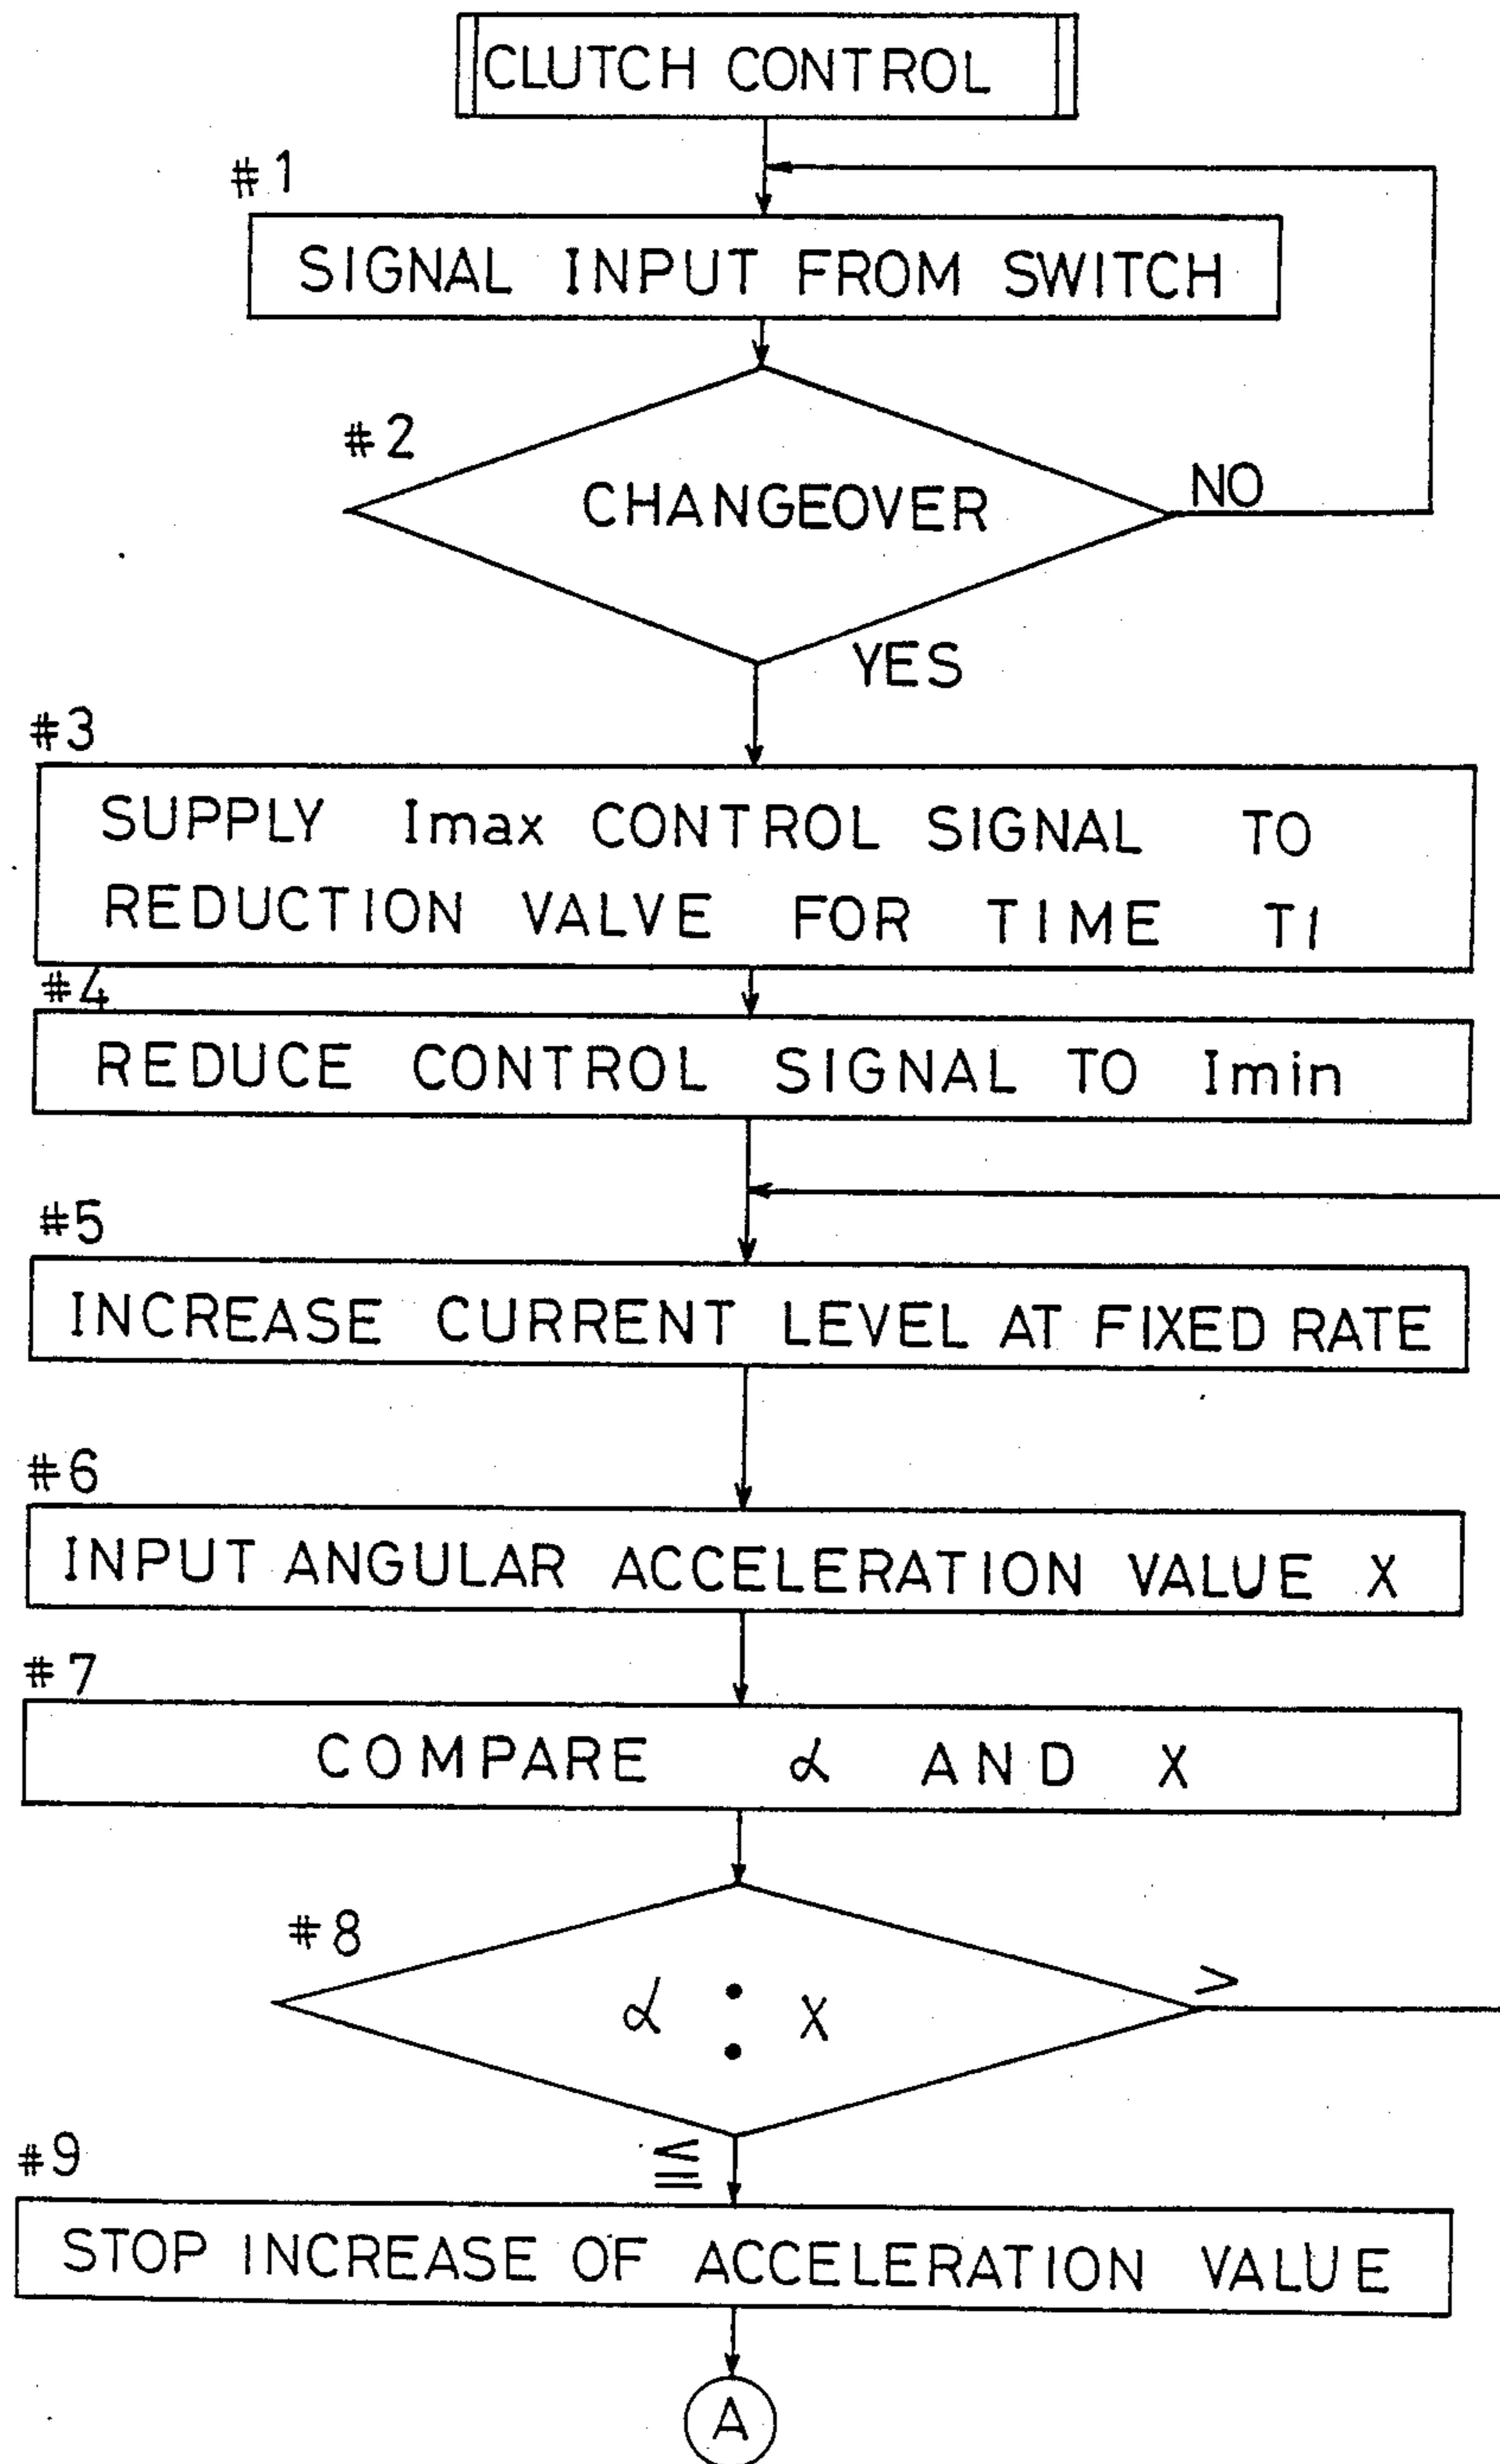 CLUTCH CONTROL
#1
SIGNAL INPUT FROM SWITCH
#2
CHANGEOVER
NO
YES
#3
SUPPLY Imax CONTROL SIGNAL TO
REDUCTION VALVE FOR TIME T1
#4
REDUCE CONTROL SIGNAL TO Imin
#5
INCREASE CURRENT LEVEL AT FIXED RATE
#6
INPUT ANGULAR ACCELERATION VALUE X
#7
COMPARE α AND X
#8
α : X
>
≦
#9
STOP INCREASE OF ACCELERATION VALUE
A